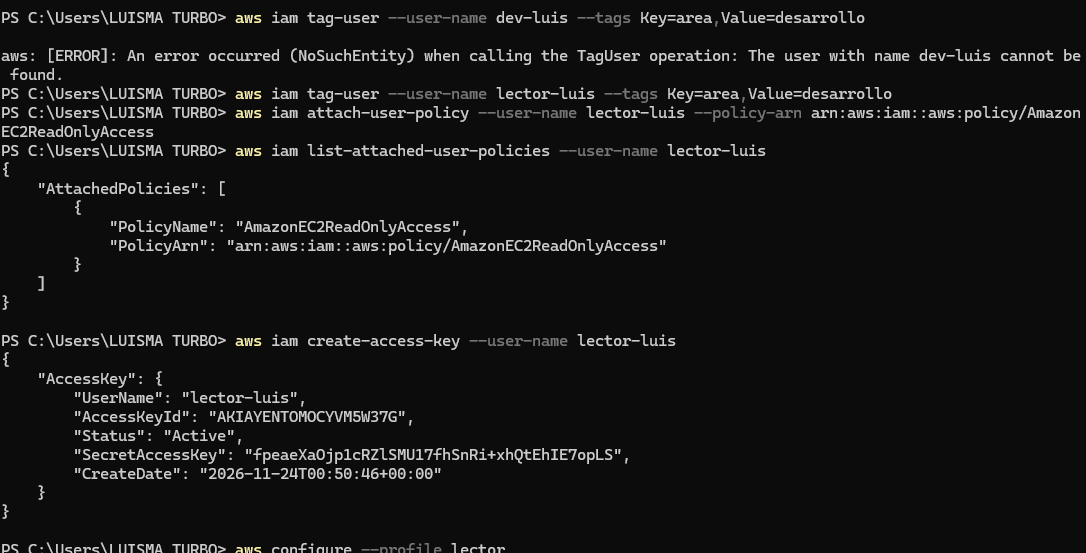 PS C:\Users\LUISMA TURBO> aws iam tag-user --user-name dev-luis --tags Key=area,Value=desarrollo
aws: [ERROR]: An error occurred (NoSuchEntity) when calling the TagUser operation: The user with name dev-luis cannot be
found.
PS C:\Users\LUISMA TURBO> aws iam tag-user --user-name lector-luis --tags Key=area,Value=desarrollo
PS C:\Users\LUISMA TURBO> aws iam attach-user-policy --user-name lector-luis --policy-arn arn:aws:iam::aws:policy/Amazon
EC2ReadOnlyAccess
PS C:\Users\LUISMA TURBO> aws iam list-attached-user-policies --user-name lector-luis
{
    "AttachedPolicies": [
        {
            "PolicyName": "AmazonEC2ReadOnlyAccess",
            "PolicyArn": "arn:aws:iam::aws:policy/AmazonEC2ReadOnlyAccess"
        }
    ]
}
PS C:\Users\LUISMA TURBO> aws iam create-access-key --user-name lector-luis
{
    "AccessKey": {
        "UserName": "lector-luis",
        "AccessKeyId": "AKIAYENTOMOCYVM5W37G",
        "Status": "Active",
        "SecretAccessKey": "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",
        "CreateDate": "2026-11-24T00:50:46+00:00"
    }
}
PS C:\Users\LUISMA TURBO> aws configure --profile lector